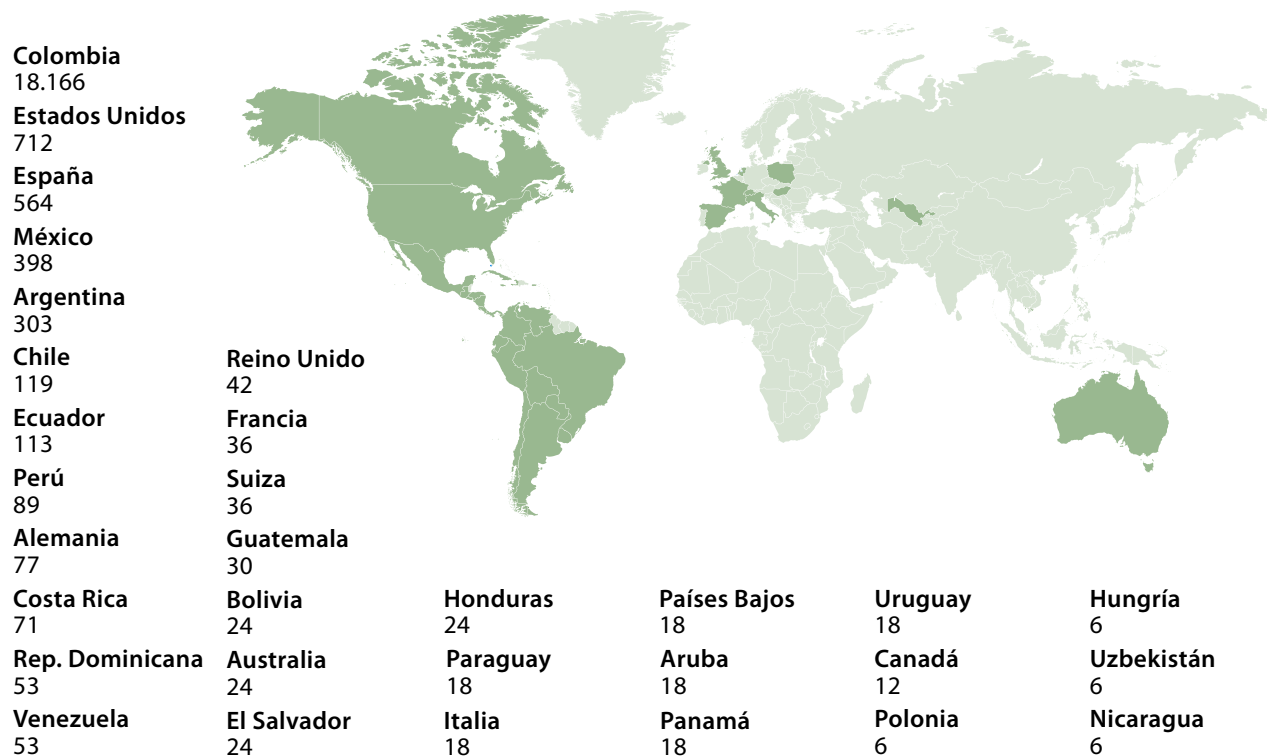 Colombia
18.166
Estados Unidos
712
España
564
México
398
Argentina
303
Chile
119
Ecuador
113
Perú
89
Alemania
77
Costa Rica
71
Rep. Dominicana
53
Venezuela
53
Reino Unido
42
Francia
36
Suiza
36
Guatemala
30
Bolivia
24
Australia
24
El Salvador
24
Honduras
24
Paraguay
18
Italia
18
Países Bajos
18
Aruba
18
Panamá
18
Uruguay
18
Canadá
12
Polonia
6
Hungría
6
Uzbekistán
6
Nicaragua
6